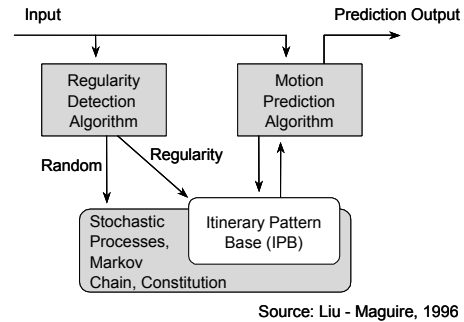 Input
Prediction Output
Regularity
Detection
Algorithm
Motion
Prediction
Algorithm
Random
Regularity
Stochastic
Processes,
Markov
Chain, Constitution
Itinerary Pattern
Base (IPB)
Source: Liu - Maguire, 1996